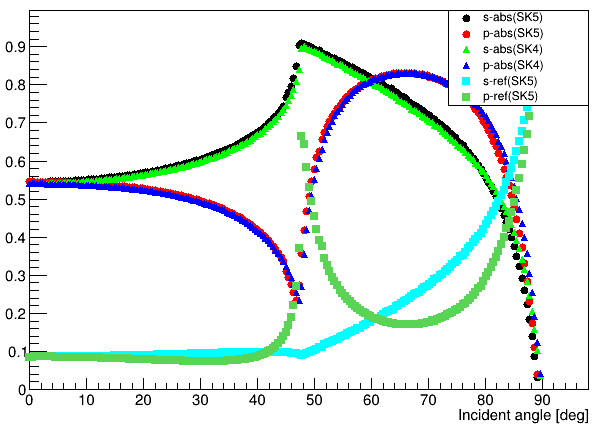 s-abs(SK5)
p-abs(SK5)
s-abs(SK4)
p-abs(SK4)
s-ref(SK5)
p-ref(SK5)
0.9
0.8
0.7
0.6
0.5
0.4
0.3
0.2
0.1
0
0 10 20 30 40 50 60 70 80 90
Incident angle [deg]